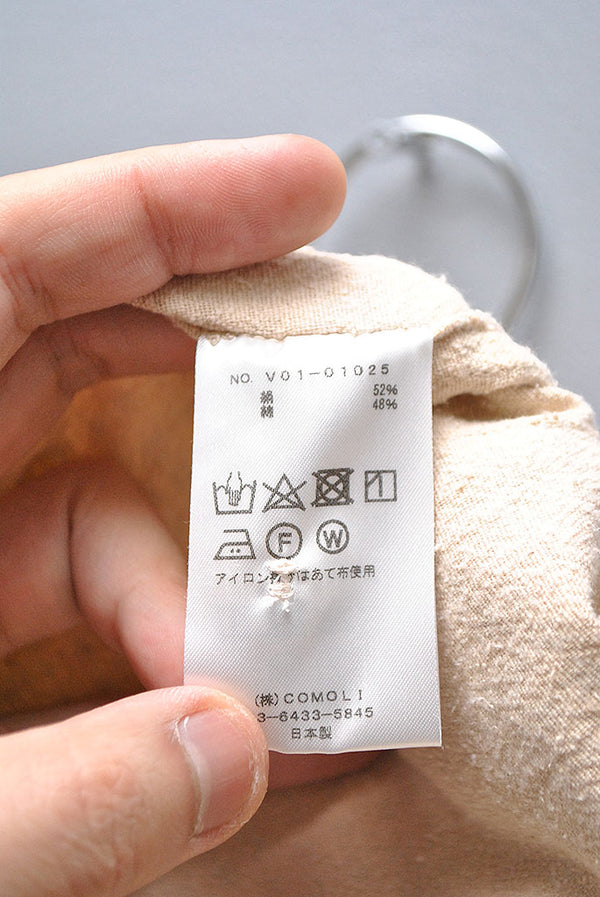 NO. V01-01025
絹 52%
綿 48%
F W
アイロン はあて布使用
(株)COMOLI
3-6433-5845
日本製